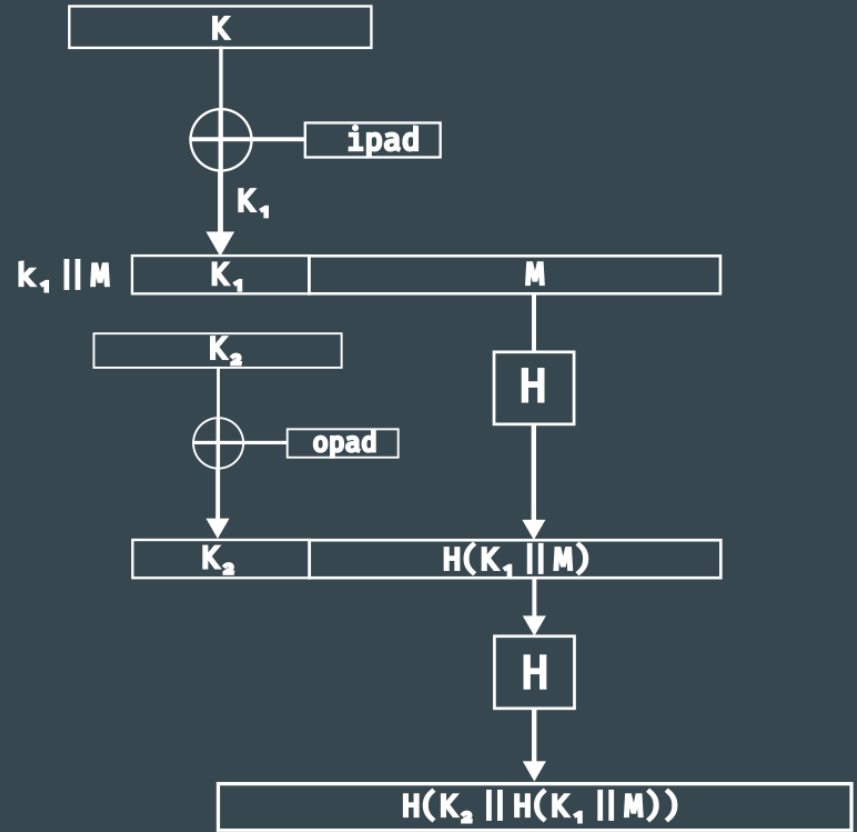 K
ipad
K₁
k₁ || M
K₁
M
K₂
H
opad
K₂
H(K₁ || M)
H
H(K₂ || H(K₁ || M))